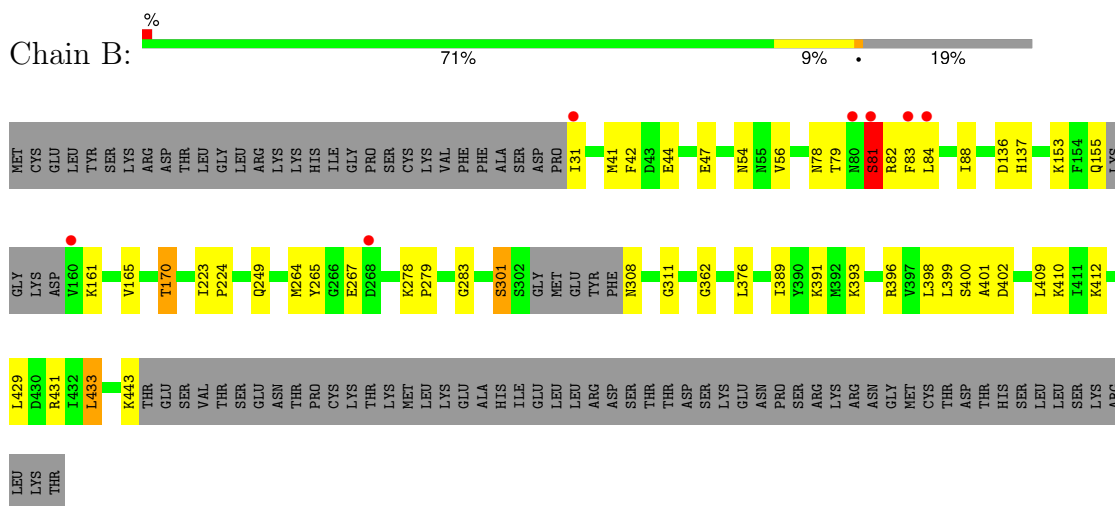 %
Chain B:
71% 9% • 19%
MET CYS GLU LEU TYR SER LYS ARG ASP THR LEU GLY LEU ARG LYS LYS HIS ILE GLY PRO SER CYS LYS VAL PHE PHE ALA SER ASP PRO I31 M41 F42 D43 E44 E47 N54 N55 V56 N78 T79 N80 S81 R82 F83 L84 I88 D136 H137 K153 F154 Q155 LYS
GLY LYS ASP V160 K161 V165 T170 I223 P224 Q249 M264 Y265 G266 E267 D268 K278 P279 G283 S301 S302 GLY MET GLU TYR PHE N308 G311 G362 L376 I389 Y390 K391 M392 K393 R396 V397 L398 L399 S400 A401 D402 L409 K410 I411 K412
L429 D430 R431 I432 L433 K443 THR GLU SER VAL THR SER GLU ASN THR PRO CYS LYS THR LYS MET LEU LYS GLU ALA HIS ILE GLU LEU LEU ARG ASP SER THR THR ASP SER LYS GLU ASN PRO SER ARG LYS ARG ASN GLY MET CYS THR ASP THR HIS SER LEU LEU SER LYS ARG
LEU LYS THR